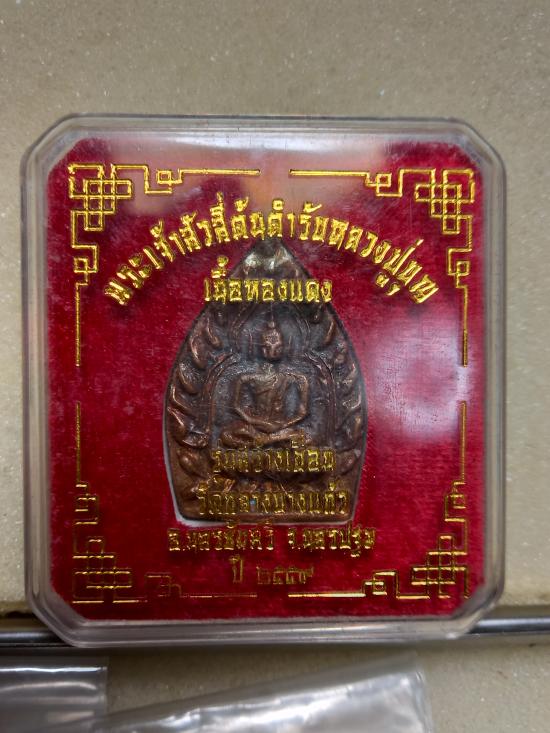 พระเจ้าสัวสี่ต้นตำรับหลวงปู่บุญ
เนื้อทองแดง
รุ่นสร้างเขื่อน
วัดกลางบางแก้ว
อ.นครชัยศรี จ.นครปฐม
ปี ๒๕๕๙